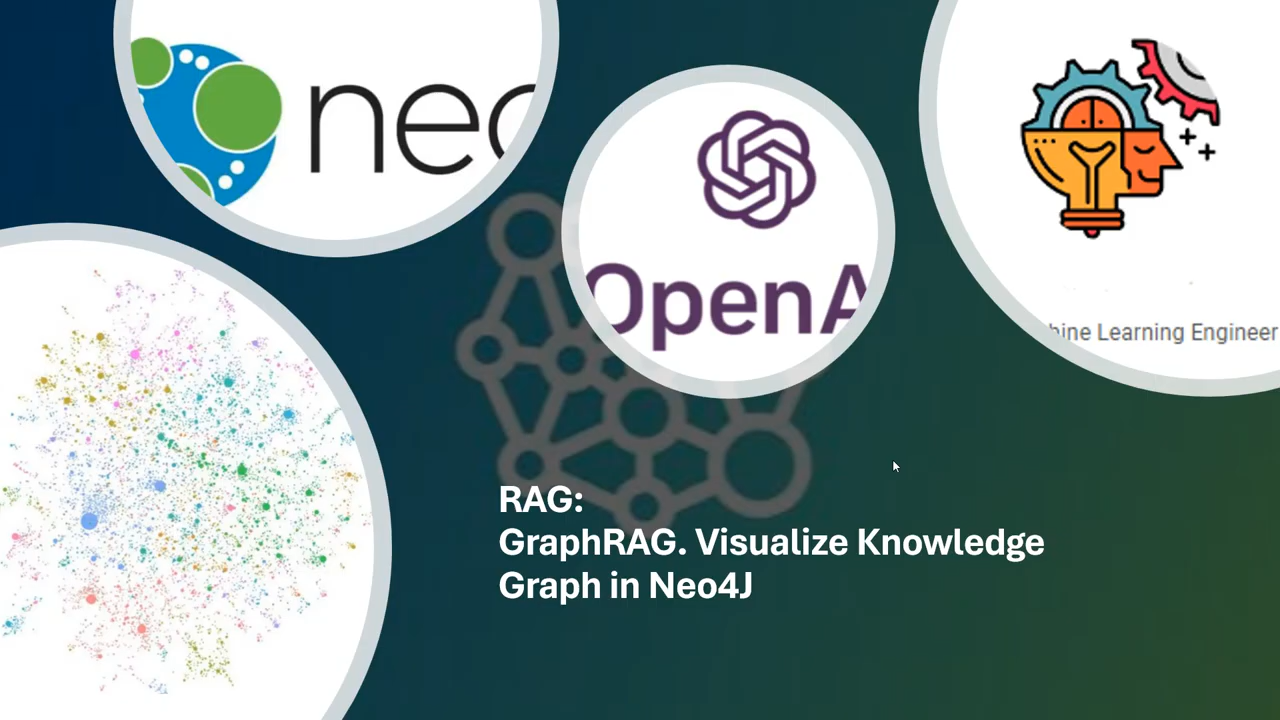 neo
OpenA
hine Learning Engineer
RAG:
GraphRAG. Visualize Knowledge
Graph in Neo4J